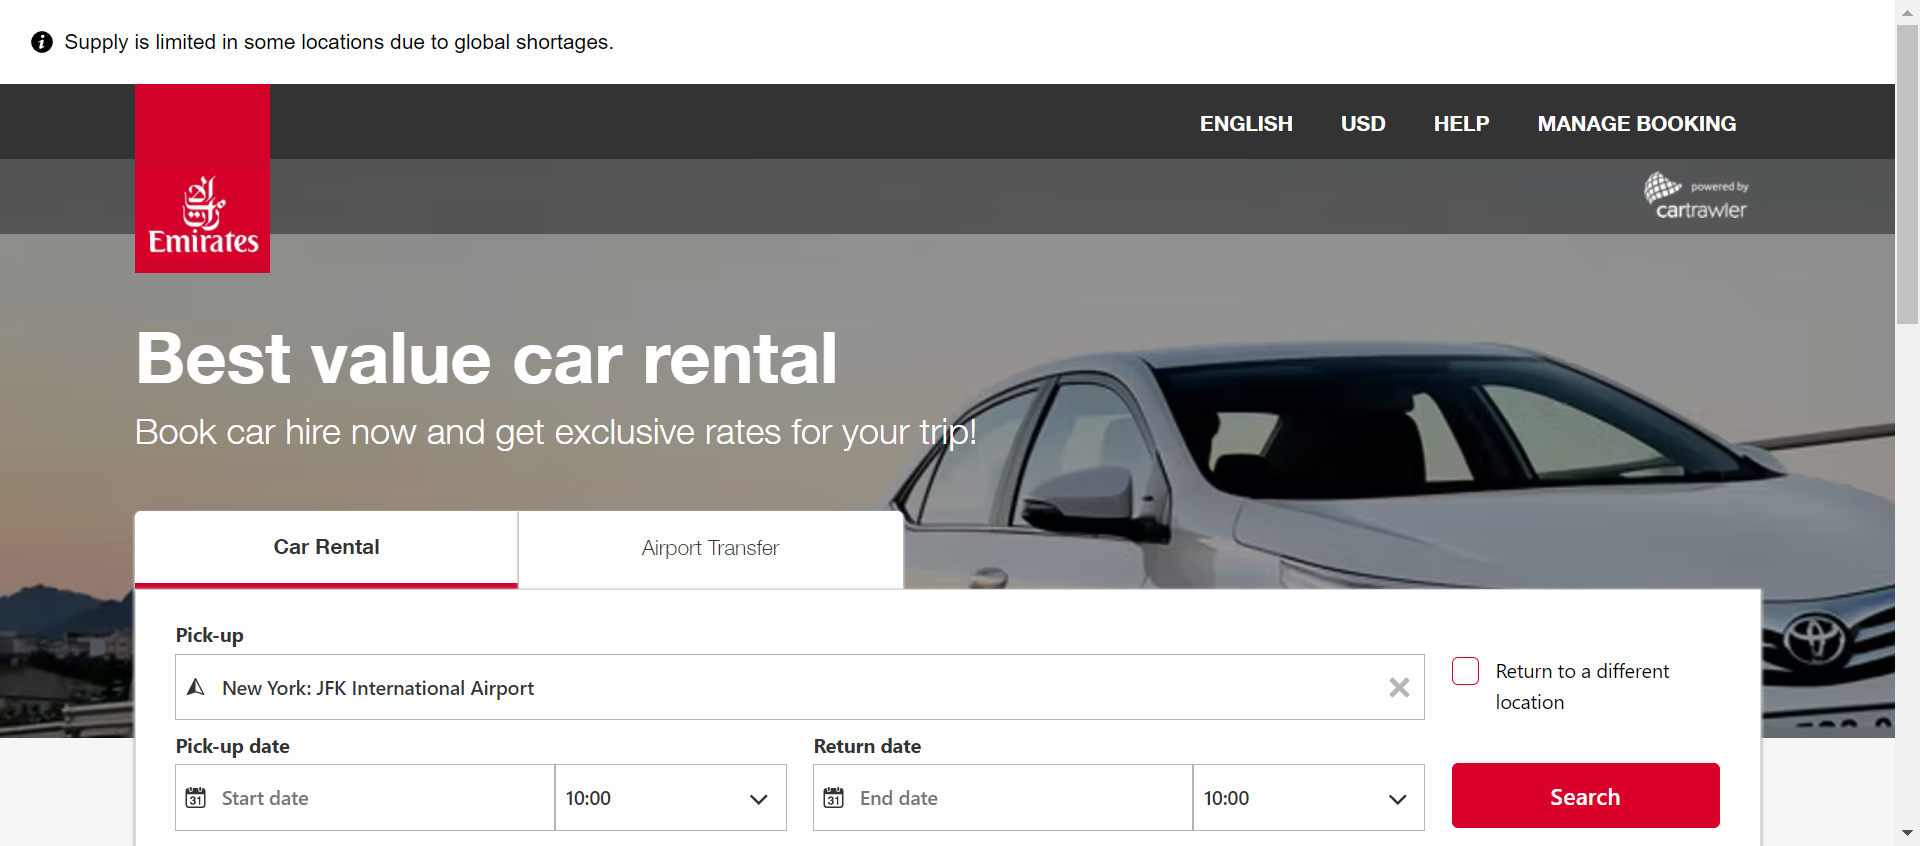 Supply is limited in some locations due to global shortages.
ENGLISH USD HELP MANAGE BOOKING
Emirates
powered by
cartrawler
Best value car rental
Book car hire now and get exclusive rates for your trip!
Car Rental
Airport Transfer
Pick-up
New York: JFK International Airport
Return to a different
location
Pick-up date
Return date
31 Start date
10:00
31 End date
10:00
Search